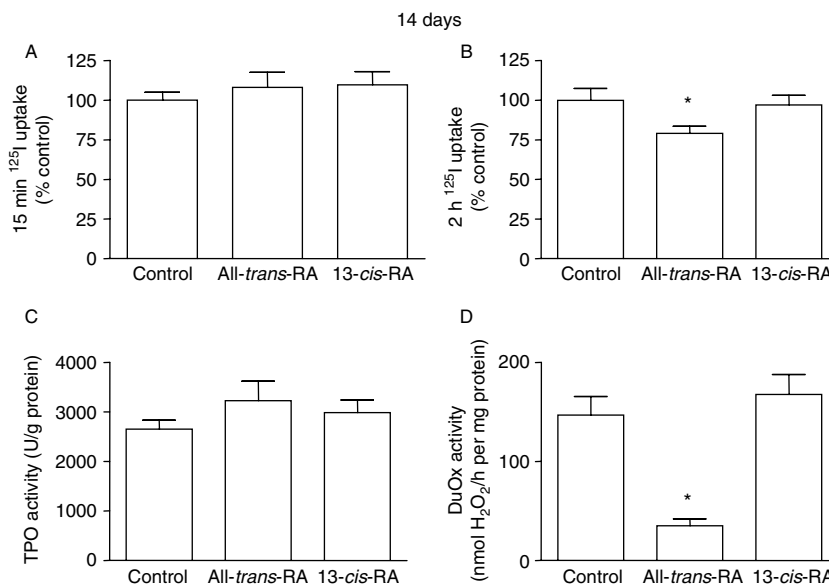 14 days
A
15 min ¹²⁵I uptake
(% control)
125
100
75
50
25
0
Control
All-trans-RA
13-cis-RA
B
2 h ¹²⁵I uptake
(% control)
125
100
75
50
25
0
*
Control
All-trans-RA
13-cis-RA
C
TPO activity (U/g protein)
4000
3000
2000
1000
0
Control
All-trans-RA
13-cis-RA
D
DuOx activity
(nmol H₂O₂/h per mg protein)
200
100
0
*
Control
All-trans-RA
13-cis-RA